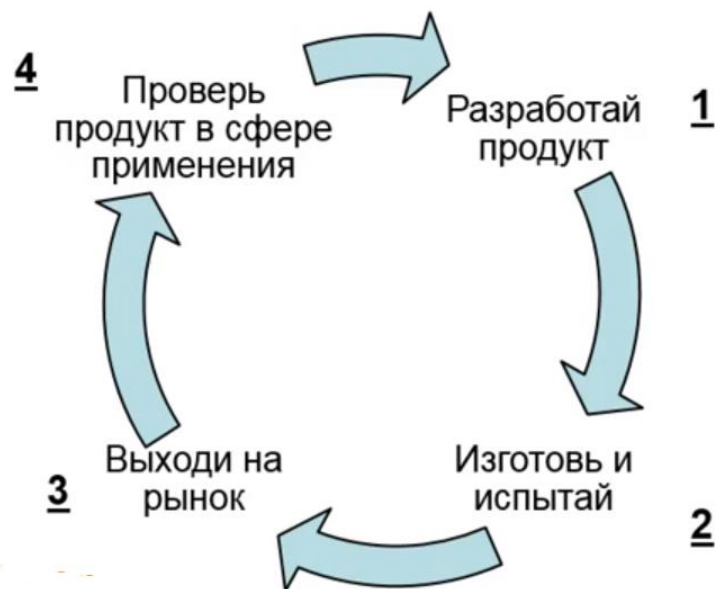 4
Проверь
продукт в сфере
применения
Разработай
продукт
1
Выходи на
рынок
3
Изготовь и
испытай
2